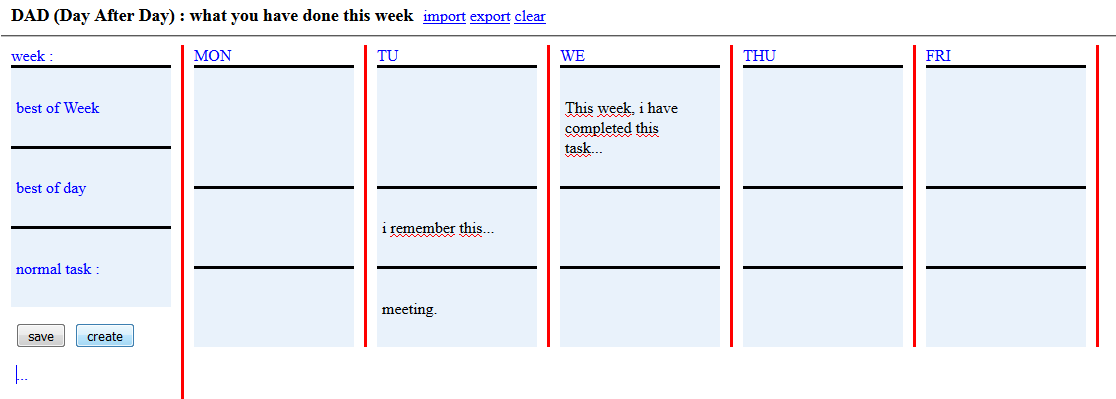 DAD (Day After Day) : what you have done this week import export clear
week : MON TU WE THU FRI
best of Week
This week, i have
completed this
task...
best of day
i remember this...
normal task :
meeting.
save create
...